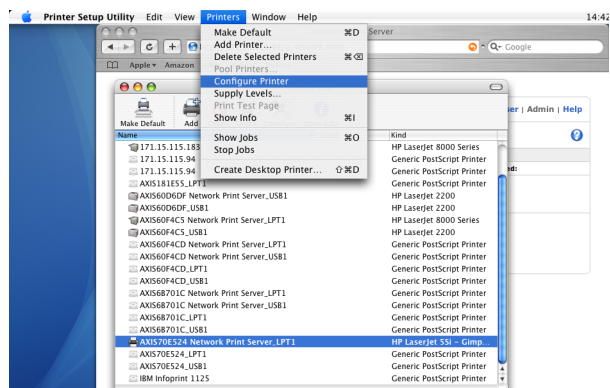 Printer Setup Utility Edit View Printers Window Help 14:42
Make Default ⌘D
Add Printer...
Delete Selected Printers ⌘⌫
Pool Printers...
Configure Printer
Supply Levels...
Print Test Page
Show Info ⌘I
Show Jobs ⌘O
Stop Jobs
Create Desktop Printer... ⇧⌘D
Server
Google
Apple Amazon
Admin | Help
Make Default Add
Name Kind
171.15.115.183 HP LaserJet 8000 Series
171.15.115.94 Generic PostScript Printer
171.15.115.94 Generic PostScript Printer
AXIS181E55_LPT1 Generic PostScript Printer
AXIS60D6DF Network Print Server_USB1 HP LaserJet 2200
AXIS60D6DF_USB1 HP LaserJet 2200
AXIS60F4C5 Network Print Server_LPT1 HP LaserJet 8000 Series
AXIS60F4C5_USB1 HP LaserJet 2200
AXIS60F4CD Network Print Server_LPT1 Generic PostScript Printer
AXIS60F4CD Network Print Server_USB1 Generic PostScript Printer
AXIS60F4CD_LPT1 Generic PostScript Printer
AXIS60F4CD_USB1 Generic PostScript Printer
AXIS6B701C Network Print Server_LPT1 Generic PostScript Printer
AXIS6B701C Network Print Server_USB1 Generic PostScript Printer
AXIS6B701C_LPT1 Generic PostScript Printer
AXIS6B701C_USB1 Generic PostScript Printer
AXIS70E524 Network Print Server_LPT1 HP LaserJet 5Si - Gimp...
AXIS70E524_LPT1 Generic PostScript Printer
AXIS70E524_USB1 Generic PostScript Printer
IBM Infoprint 1125 Generic PostScript Printer